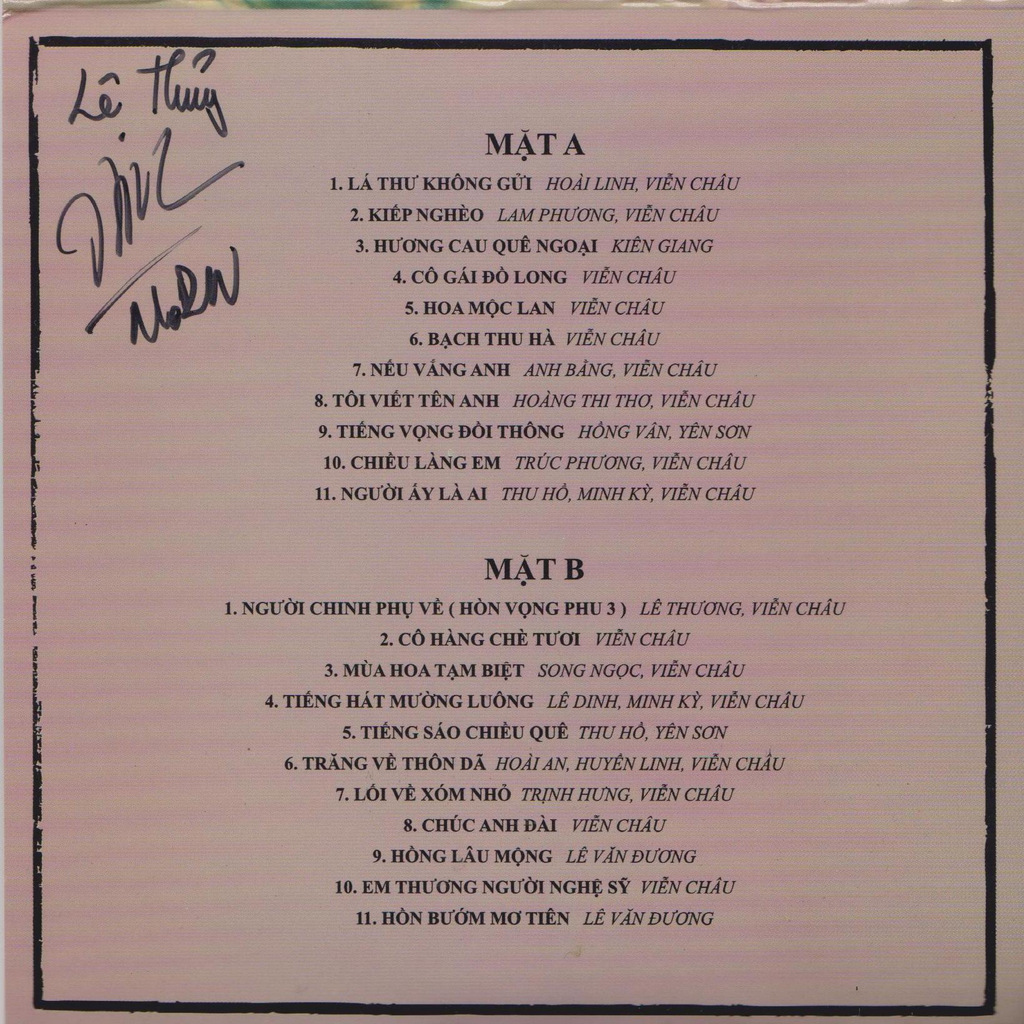 Lệ Thủy
MẶT A
1. LÁ THƯ KHÔNG GỬI HOÀI LINH, VIỄN CHÂU
2. KIẾP NGHÈO LAM PHƯƠNG, VIỄN CHÂU
3. HƯƠNG CAU QUÊ NGOẠI KIÊN GIANG
4. CÔ GÁI ĐỒ LONG VIỄN CHÂU
5. HOA MỘC LAN VIỄN CHÂU
6. BẠCH THU HÀ VIỄN CHÂU
7. NẾU VẮNG ANH ANH BẰNG, VIỄN CHÂU
8. TÔI VIẾT TÊN ANH HOÀNG THI THƠ, VIỄN CHÂU
9. TIẾNG VỌNG ĐỒI THÔNG HỒNG VÂN, YÊN SƠN
10. CHIỀU LÀNG EM TRÚC PHƯƠNG, VIỄN CHÂU
11. NGƯỜI ẤY LÀ AI THU HỒ, MINH KỲ, VIỄN CHÂU
MẶT B
1. NGƯỜI CHINH PHỤ VỀ ( HÒN VỌNG PHU 3 ) LÊ THƯƠNG, VIỄN CHÂU
2. CÔ HÀNG CHÈ TƯƠI VIỄN CHÂU
3. MÙA HOA TẠM BIỆT SONG NGỌC, VIỄN CHÂU
4. TIẾNG HÁT MƯỜNG LUÔNG LÊ DINH, MINH KỲ, VIỄN CHÂU
5. TIẾNG SÁO CHIỀU QUÊ THU HỒ, YÊN SƠN
6. TRĂNG VỀ THÔN DÃ HOÀI AN, HUYỀN LINH, VIỄN CHÂU
7. LỐI VỀ XÓM NHỎ TRỊNH HƯNG, VIỄN CHÂU
8. CHÚC ANH ĐÀI VIỄN CHÂU
9. HỒNG LÂU MỘNG LÊ VĂN ĐƯƠNG
10. EM THƯƠNG NGƯỜI NGHỆ SỸ VIỄN CHÂU
11. HỒN BƯỚM MƠ TIÊN LÊ VĂN ĐƯƠNG